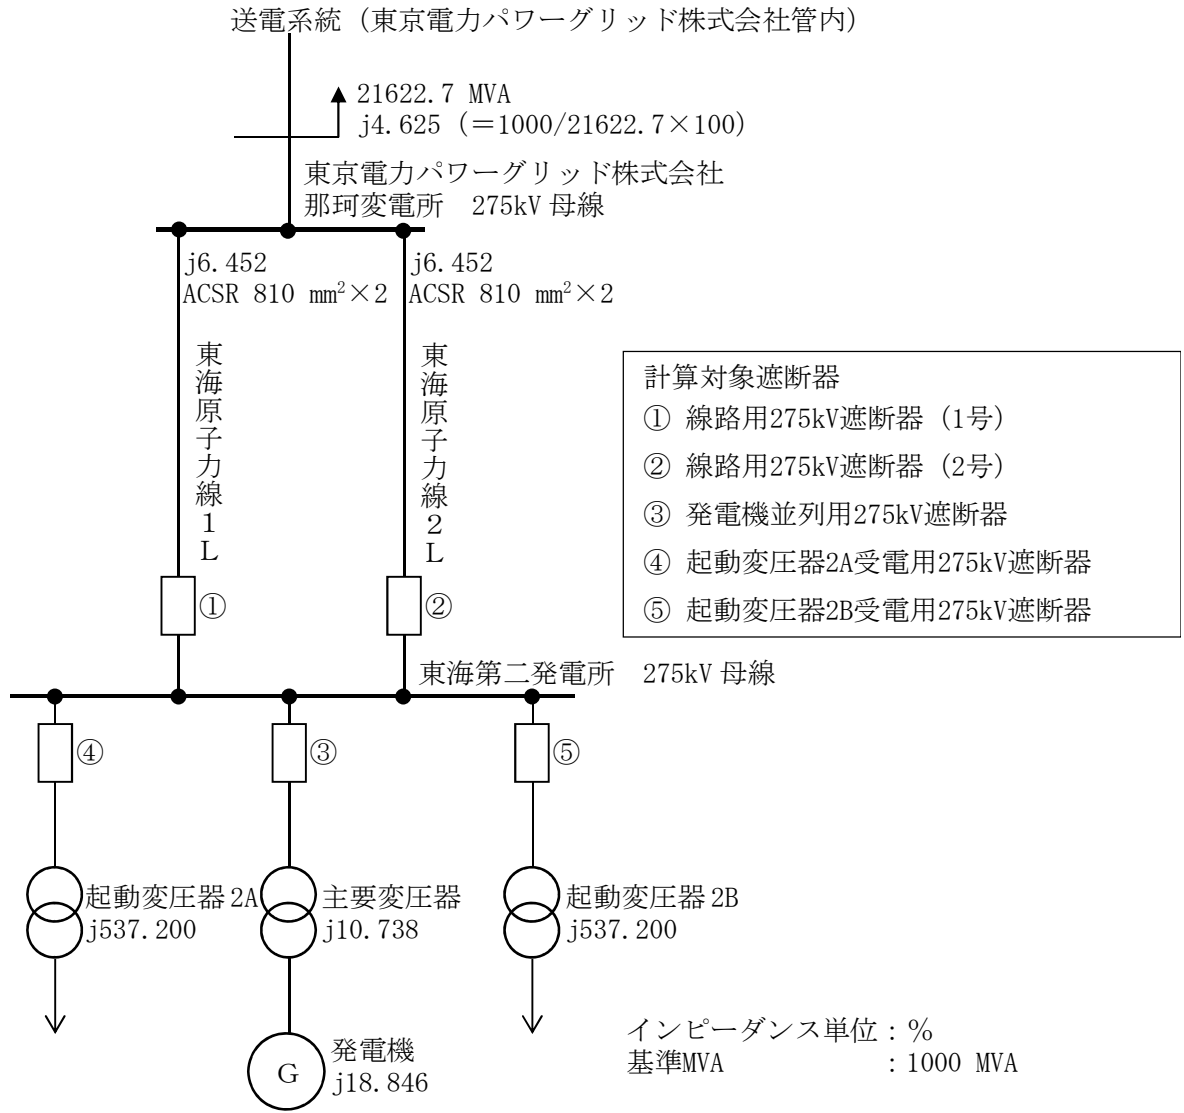 送電系統（東京電力パワーグリッド株式会社管内）
21622.7 MVA
j4.625（＝1000/21622.7×100）
東京電力パワーグリッド株式会社
那珂変電所　275kV 母線
j6.452
ACSR 810 mm²×2
j6.452
ACSR 810 mm²×2
東海原子力線１Ｌ
東海原子力線２Ｌ
計算対象遮断器
① 線路用275kV遮断器（1号）
② 線路用275kV遮断器（2号）
③ 発電機並列用275kV遮断器
④ 起動変圧器2A受電用275kV遮断器
⑤ 起動変圧器2B受電用275kV遮断器
①
②
東海第二発電所　275kV 母線
④
③
⑤
起動変圧器 2A
j537.200
主要変圧器
j10.738
起動変圧器 2B
j537.200
G
発電機
j18.846
インピーダンス単位：％
基準MVA　：1000 MVA